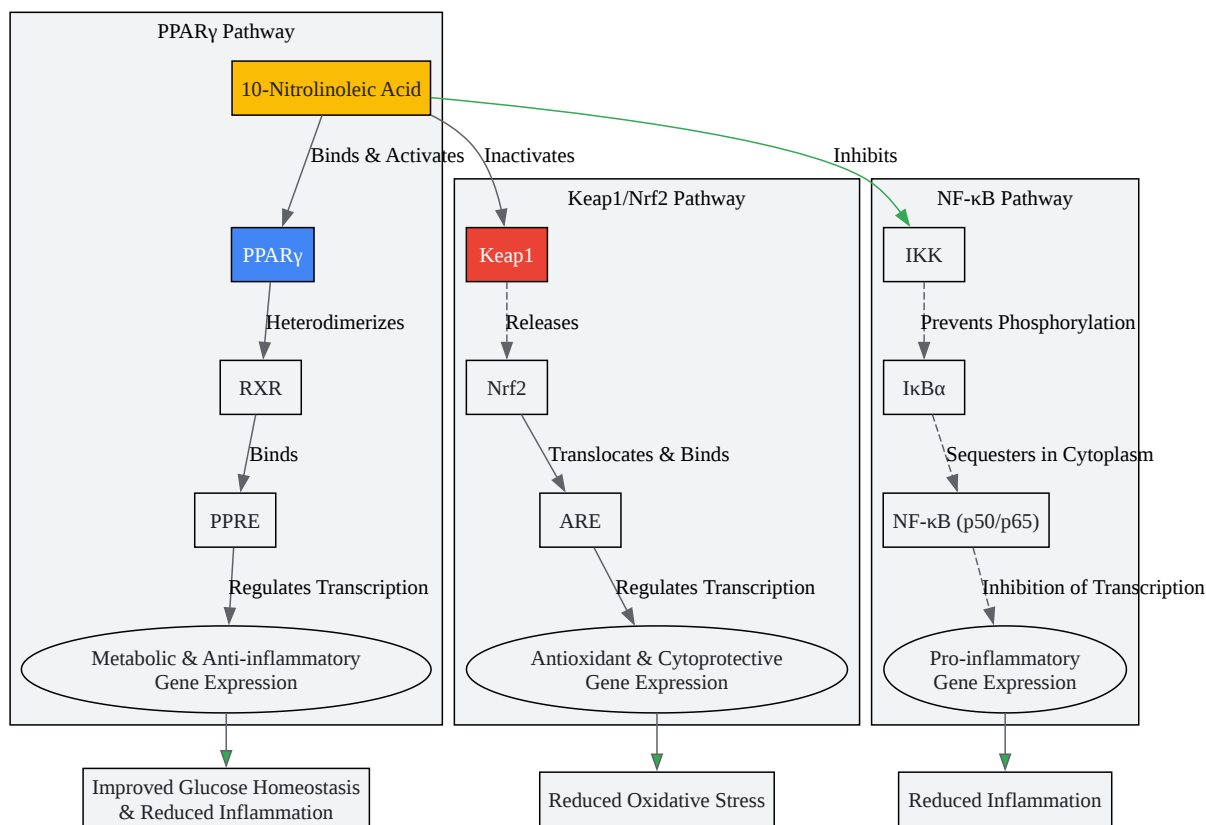 PPARγ Pathway
10-Nitrolinoleic Acid
Binds & Activates
Inactivates
Inhibits
Keap1/Nrf2 Pathway
NF-κB Pathway
PPARγ
Keap1
IKK
Heterodimerizes
Releases
Prevents Phosphorylation
RXR
Nrf2
IκBα
Binds
Translocates & Binds
Sequesters in Cytoplasm
PPRE
ARE
NF-κB (p50/p65)
Regulates Transcription
Regulates Transcription
Inhibition of Transcription
Metabolic & Anti-inflammatory
Gene Expression
Antioxidant & Cytoprotective
Gene Expression
Pro-inflammatory
Gene Expression
Improved Glucose Homeostasis
& Reduced Inflammation
Reduced Oxidative Stress
Reduced Inflammation